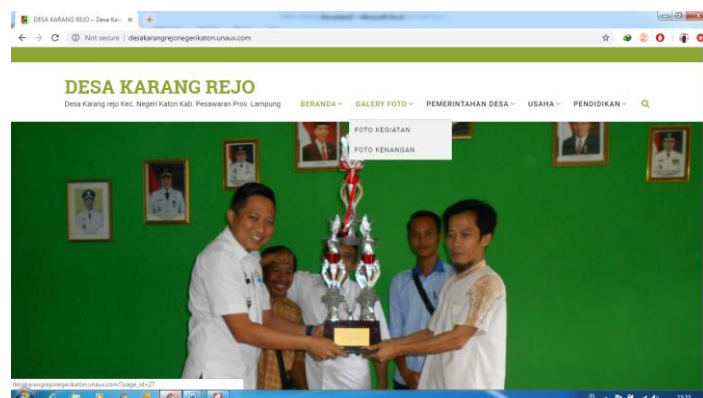 DESA KARANG REJO – Desa Kara
Not secure | desakarangrejonegerikaton.unaux.com
DESA KARANG REJO
Desa Karang rejo Kec. Negeri Katon Kab. Pesawaran Prov. Lampung
BERANDA GALERY FOTO PEMERINTAHAN DESA USAHA PENDIDIKAN
FOTO KEGIATAN
FOTO KENANGAN
desakarangrejonegerikaton.unaux.com/?page_id=27